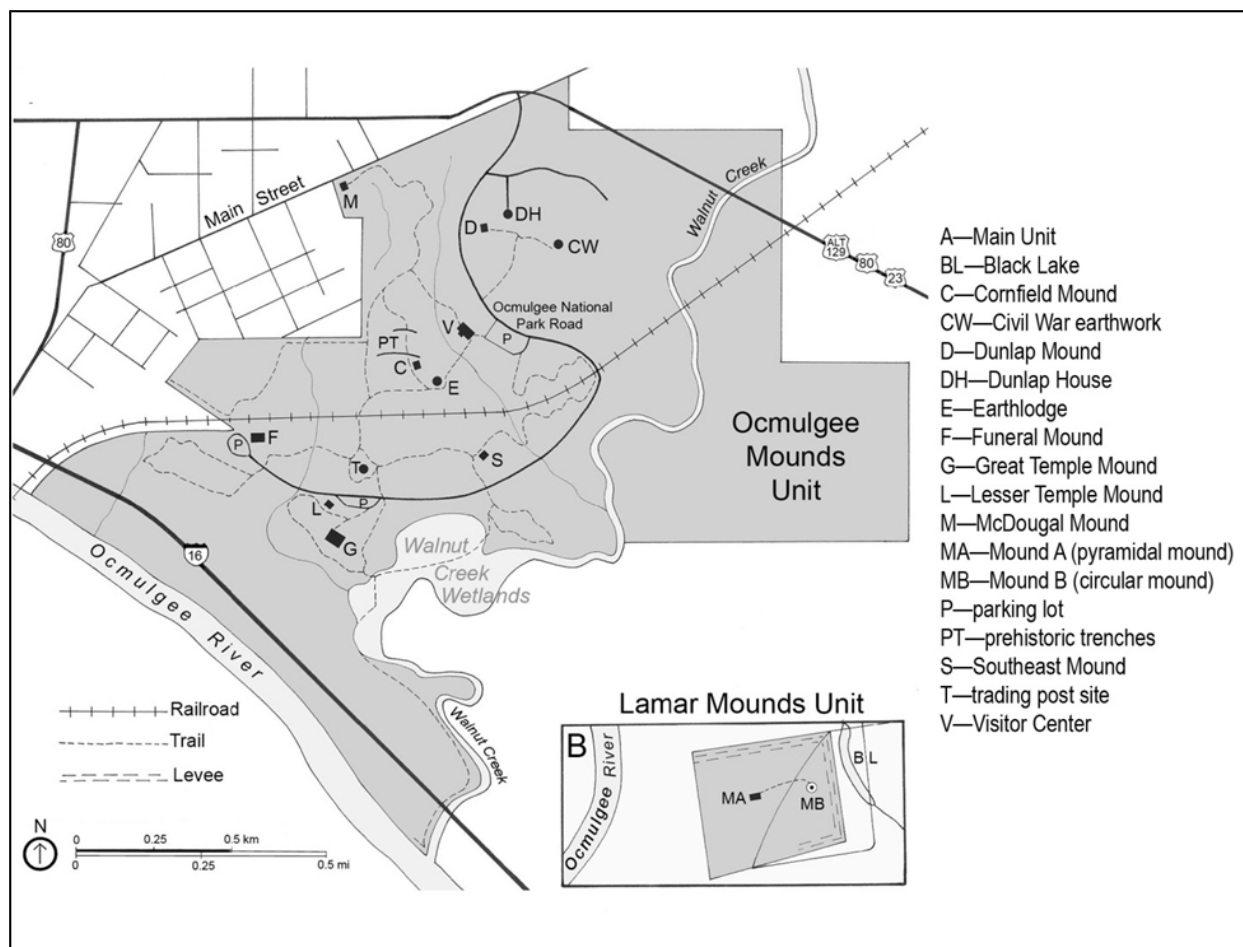 Main Street
80
M
DH
D
CW
Walnut Creek
ALT
129
80
23
Ocmulgee National
Park Road
V
P
PT
C
E
P
F
T
S
L
P
G
Ocmulgee
Mounds
Unit
Walnut
Creek
Wetlands
16
Ocmulgee River
Walnut Creek
Railroad
Trail
Levee
N
0 0.25 0.5 km
0 0.25 0.5 mi
Lamar Mounds Unit
B
Ocmulgee River
MA
MB
BL
A—Main Unit
BL—Black Lake
C—Cornfield Mound
CW—Civil War earthwork
D—Dunlap Mound
DH—Dunlap House
E—Earthlodge
F—Funeral Mound
G—Great Temple Mound
L—Lesser Temple Mound
M—McDougal Mound
MA—Mound A (pyramidal mound)
MB—Mound B (circular mound)
P—parking lot
PT—prehistoric trenches
S—Southeast Mound
T—trading post site
V—Visitor Center